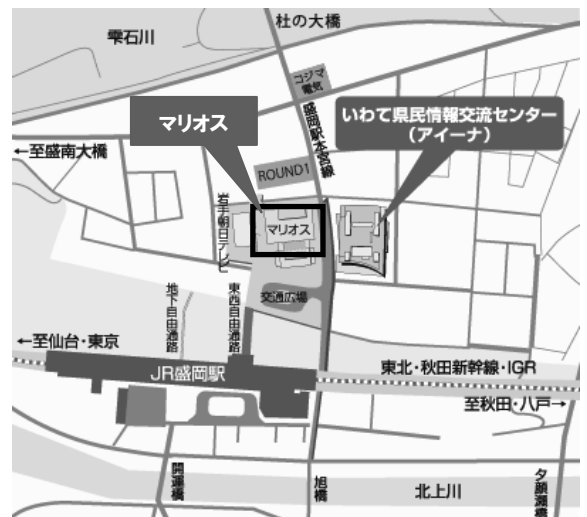 杜の大橋
雫石川
コジマ
電気
マリオス
いわて県民情報交流センター
(アイーナ)
盛岡駅本宮線
←至盛南大橋
ROUND1
岩手朝日テレビ
マリオス
交通広場
地下自由通路
東西自由通路
←至仙台・東京
JR盛岡駅
東北・秋田新幹線・IGR
至秋田・八戸→
開運橋
旭橋
北上川
夕顔瀬橋